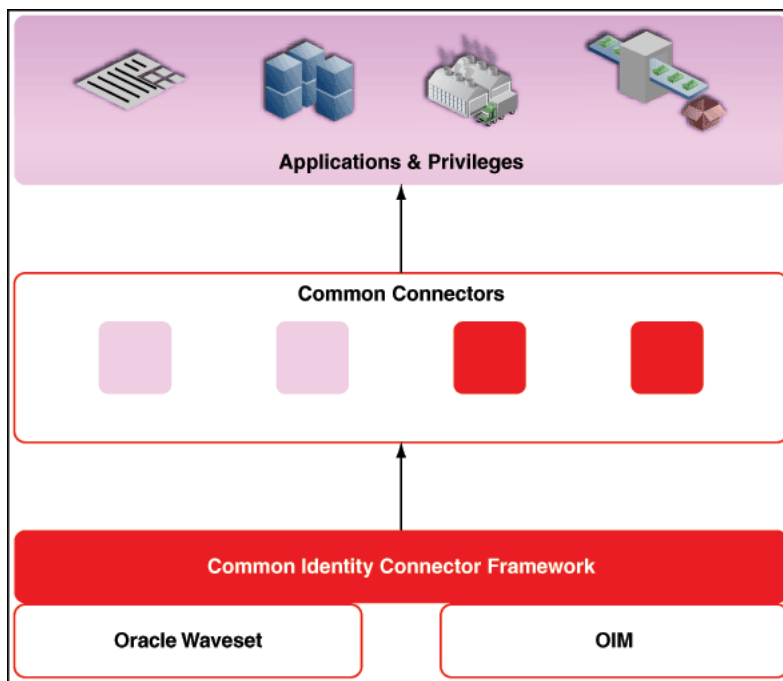 Applications & Privileges
Common Connectors
Common Identity Connector Framework
Oracle Waveset
OIM